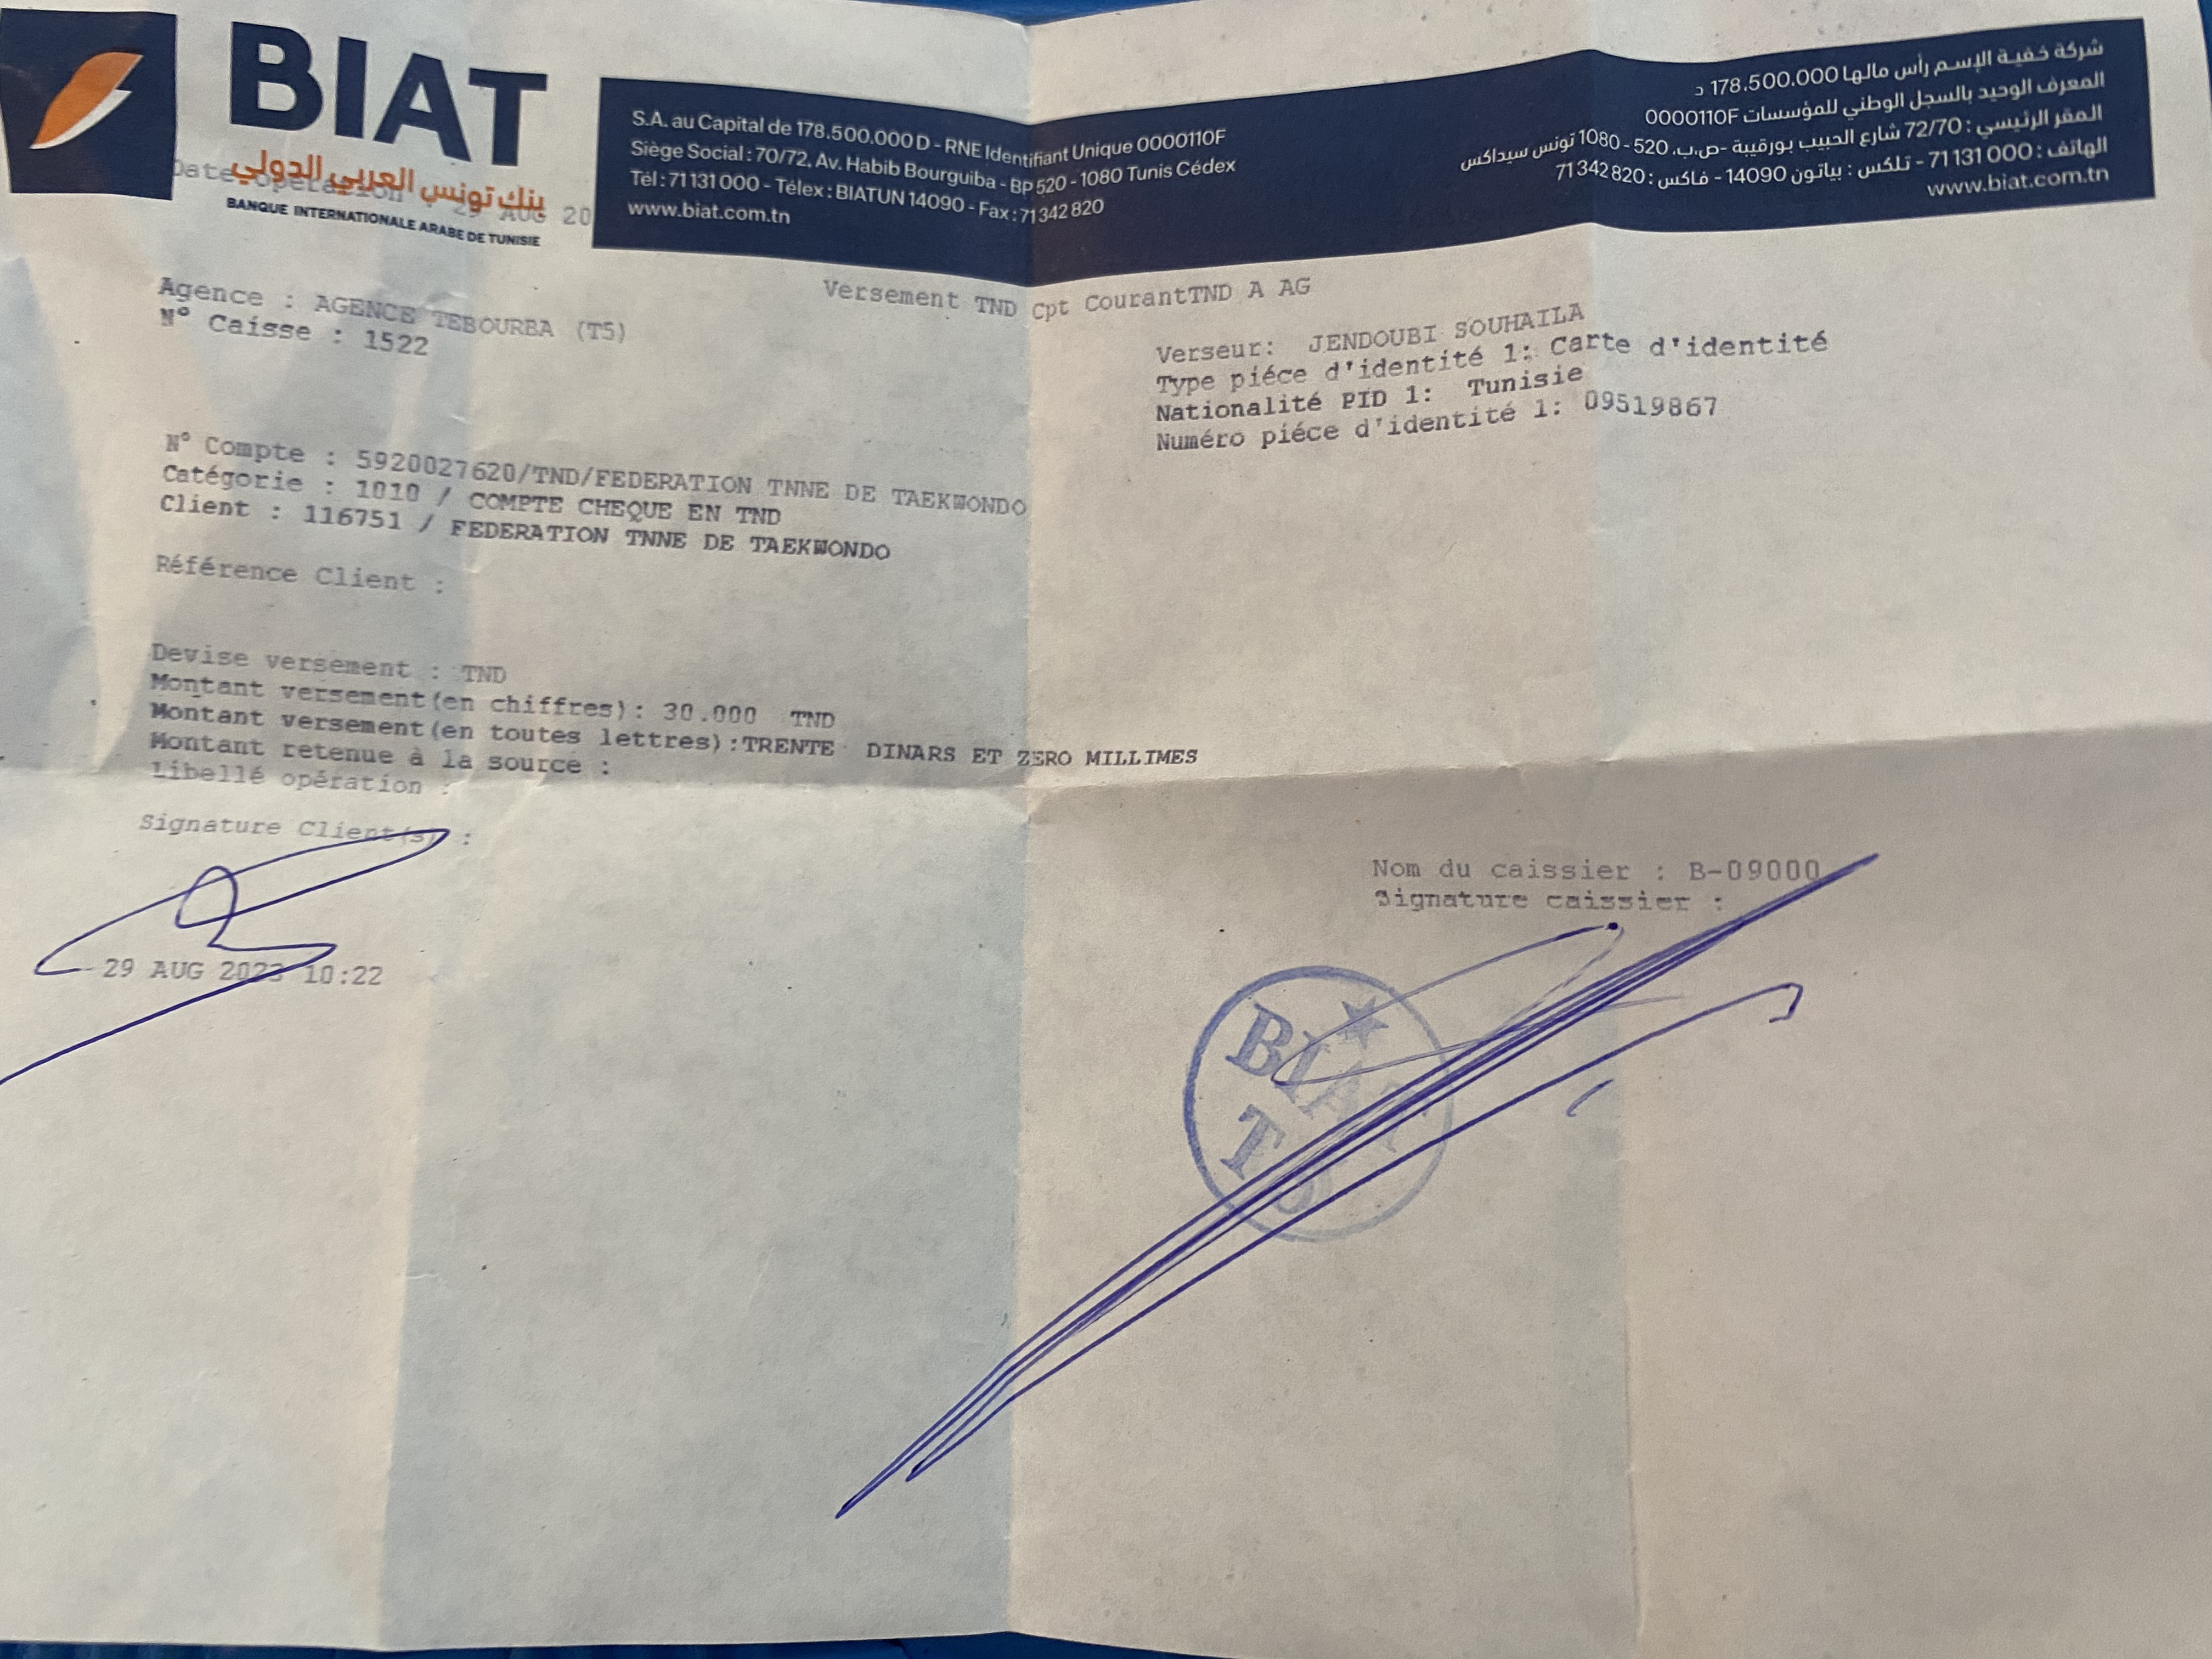 BIAT
بنك تونس العربي الدولي
BANQUE INTERNATIONALE ARABE DE TUNISIE
Date opération 29 AUG 20
S.A. au Capital de 178.500.000 D - RNE Identifiant Unique 0000110F
Siège Social : 70/72, Av. Habib Bourguiba - BP 520 - 1080 Tunis Cédex
Tél : 71 131 000 - Télex : BIATUN 14090 - Fax : 71 342 820
www.biat.com.tn
شركة خفية الإسم رأس مالها 178.500.000 د
المعرف الوحيد بالسجل الوطني للمؤسسات 0000110F
المقر الرئيسي : 72/70 شارع الحبيب بورقيبة -ص.ب. 520 - 1080 تونس سيداكس
الهاتف : 000 131 71 - تلكس : بياتون 14090 - فاكس : 820 342 71
www.biat.com.tn
Versement TND Cpt CourantTND A AG
Agence : AGENCE TEBOURBA (T5)
N° Caisse : 1522
Verseur: JENDOUBI SOUHAILA
Type piéce d'identité 1: Carte d'identité
Nationalité PID 1: Tunisie
Numéro piéce d'identité 1: 09519867
N° Compte : 5920027620/TND/FEDERATION TNNE DE TAEKWONDO
Catégorie : 1010 / COMPTE CHEQUE EN TND
Client : 116751 / FEDERATION TNNE DE TAEKWONDO
Référence Client :
Devise versement : TND
Montant versement(en chiffres): 30.000 TND
Montant versement(en toutes lettres):TRENTE DINARS ET ZERO MILLIMES
Montant retenue à la source :
Libellé opération :
Signature Client(s) :
Nom du caissier : B-09000
Signature caissier :
29 AUG 2023 10:22
BIAT